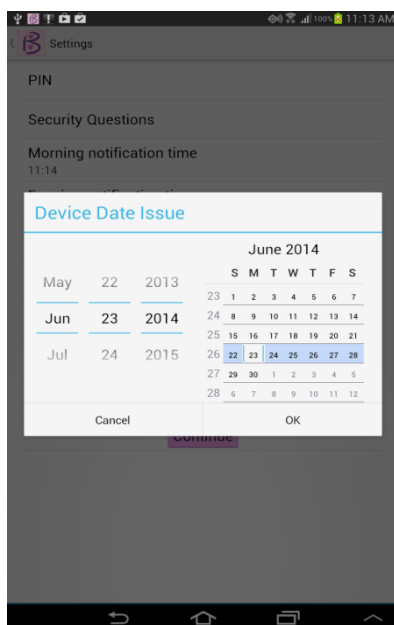 100% 11:13 AM
Settings
PIN
Security Questions
Morning notification time
11:14
Device Date Issue
June 2014
S M T W T F S
May 22 2013
23 1 2 3 4 5 6 7
Jun 23 2014
24 8 9 10 11 12 13 14
25 15 16 17 18 19 20 21
Jul 24 2015
26 22 23 24 25 26 27 28
27 29 30 1 2 3 4 5
28 6 7 8 9 10 11 12
Cancel OK
Continue